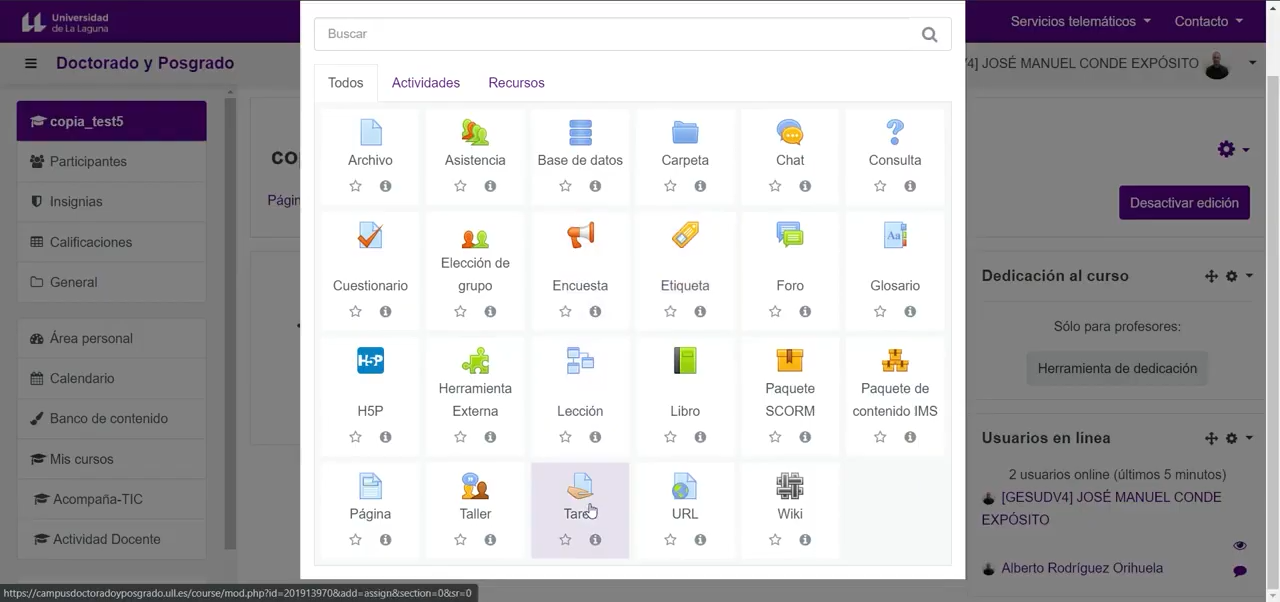 Universidad
de La Laguna
Servicios telemáticos
Contacto
Buscar
Doctorado y Posgrado
/4] JOSÉ MANUEL CONDE EXPÓSITO
Todos
Actividades
Recursos
copia_test5
Participantes
Insignias
Calificaciones
General
Área personal
Calendario
Banco de contenido
Mis cursos
Acompaña-TIC
Actividad Docente
co
Págin
Archivo
Asistencia
Base de datos
Carpeta
Chat
Consulta
Cuestionario
Elección de
grupo
Encuesta
Etiqueta
Foro
Glosario
H5P
H5P
Herramienta
Externa
Lección
Libro
Paquete
SCORM
Paquete de
contenido IMS
Página
Taller
Tarea
URL
Wiki
Desactivar edición
Dedicación al curso
Sólo para profesores:
Herramienta de dedicación
Usuarios en línea
2 usuarios online (últimos 5 minutos)
[GESUDV4] JOSÉ MANUEL CONDE
EXPÓSITO
Alberto Rodríguez Orihuela
https://campusdoctoradoyposgrado.ull.es/course/mod.php?id=201913970&add=assign&section=0&sr=0